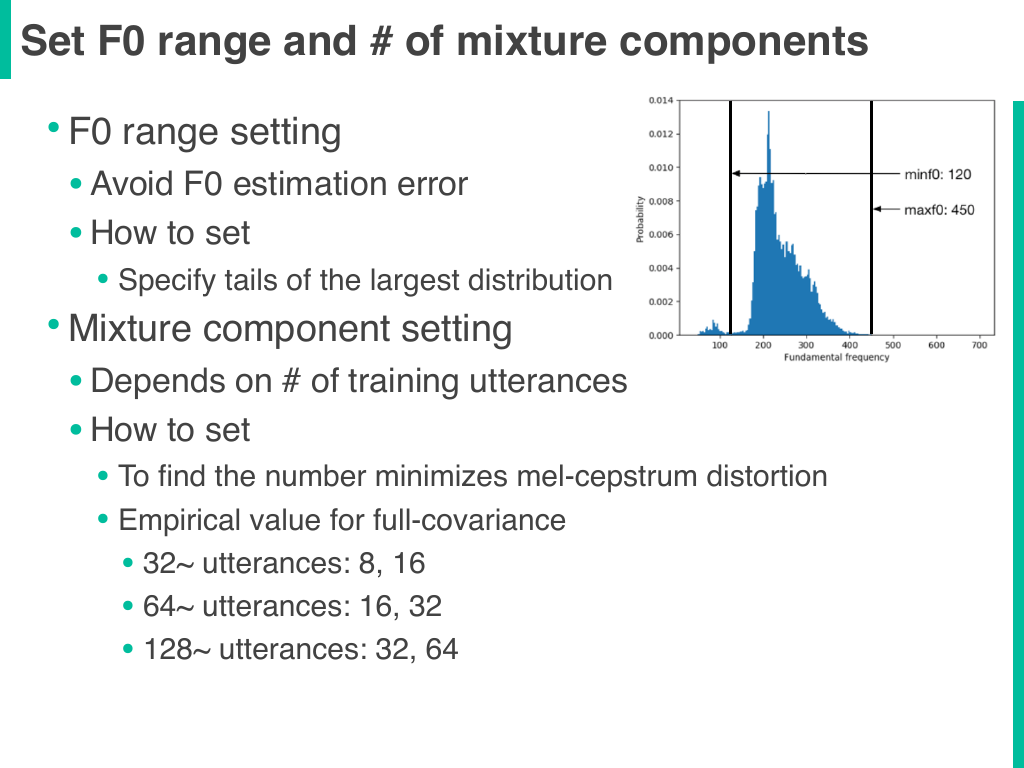 Set F0 range and # of mixture components
• F0 range setting
• Avoid F0 estimation error
• How to set
• Specify tails of the largest distribution
• Mixture component setting
• Depends on # of training utterances
• How to set
• To find the number minimizes mel-cepstrum distortion
• Empirical value for full-covariance
• 32~ utterances: 8, 16
• 64~ utterances: 16, 32
• 128~ utterances: 32, 64
0.014
0.012
0.010
0.008
0.006
0.004
0.002
0.000
Probability
minf0: 120
maxf0: 450
100 200 300 400 500 600 700
Fundamental frequency